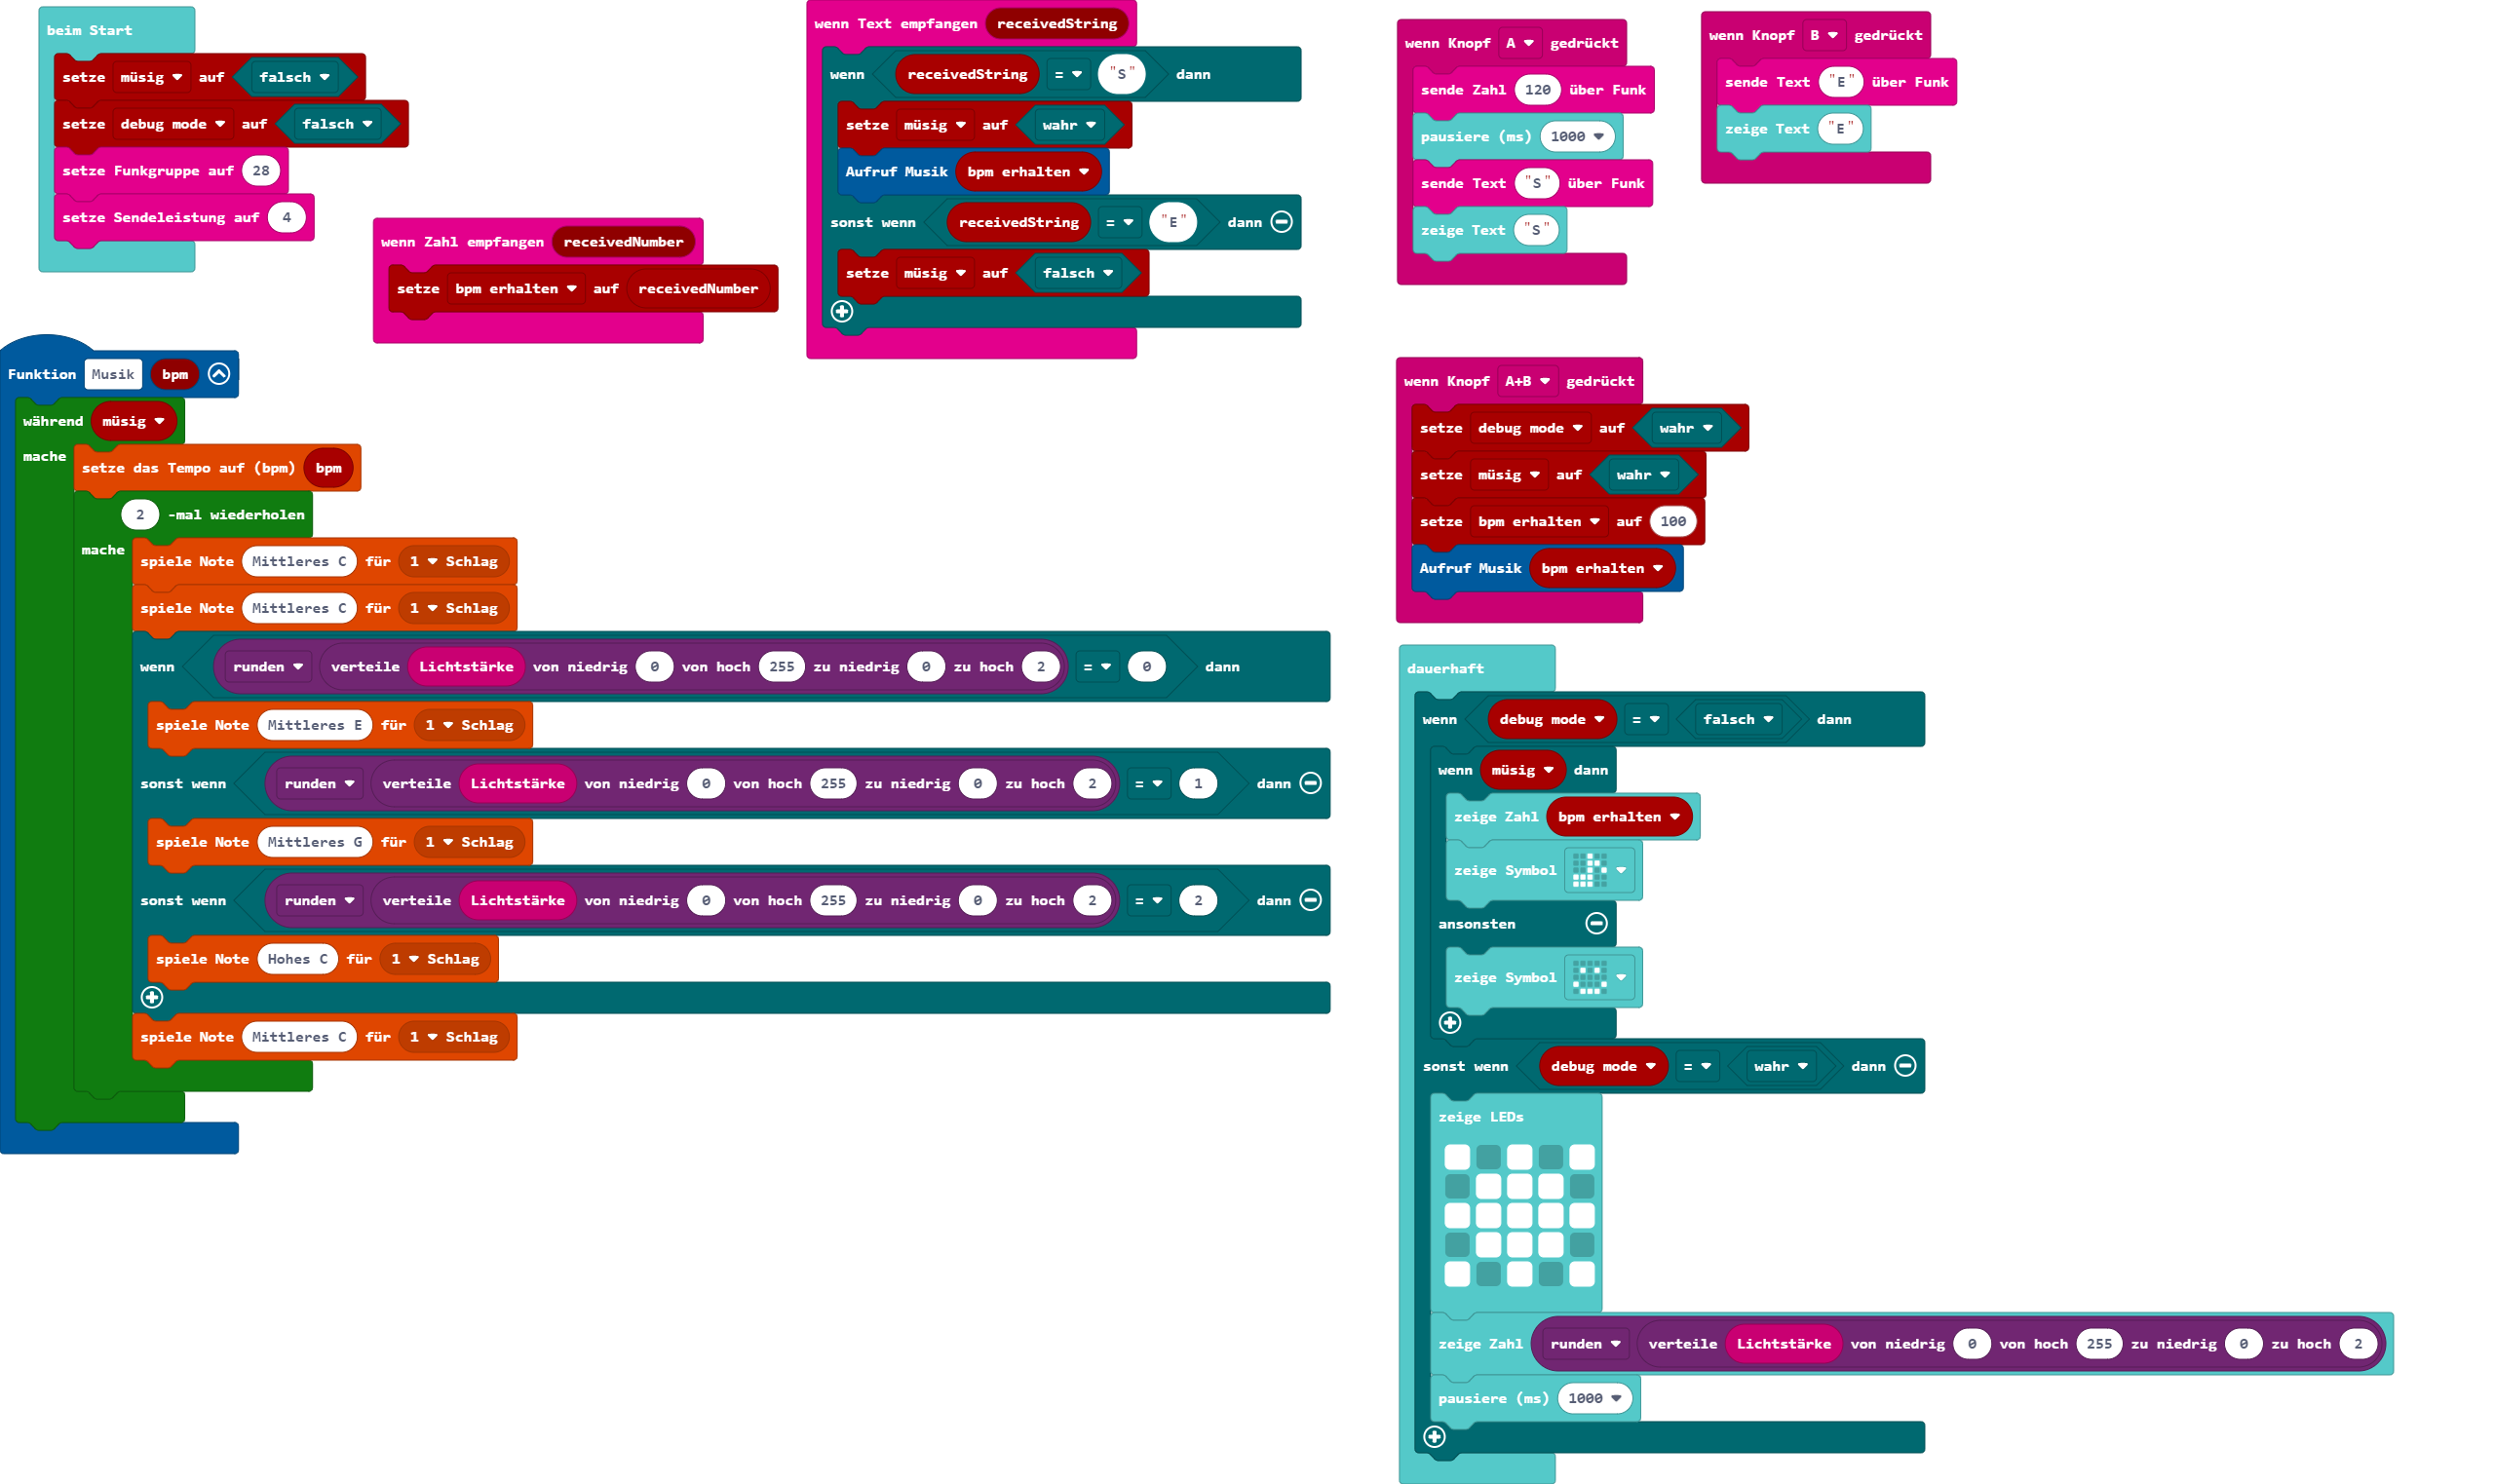 beim Start
setze müsig auf falsch
setze debug mode auf falsch
setze Funkgruppe auf 28
setze Sendeleistung auf 4
wenn Zahl empfangen receivedNumber
setze bpm erhalten auf receivedNumber
wenn Text empfangen receivedString
wenn receivedString = "S" dann
setze müsig auf wahr
Aufruf Musik bpm erhalten
sonst wenn receivedString = "E" dann
setze müsig auf falsch
wenn Knopf A gedrückt
sende Zahl 120 über Funk
pausiere (ms) 1000
sende Text "S" über Funk
zeige Text "S"
wenn Knopf B gedrückt
sende Text "E" über Funk
zeige Text "E"
Funktion Musik bpm
während müsig
mache
setze das Tempo auf (bpm) bpm
2 -mal wiederholen
mache
spiele Note Mittleres C für 1 Schlag
spiele Note Mittleres C für 1 Schlag
wenn runden verteile Lichtstärke von niedrig 0 von hoch 255 zu niedrig 0 zu hoch 2 = 0 dann
spiele Note Mittleres E für 1 Schlag
sonst wenn runden verteile Lichtstärke von niedrig 0 von hoch 255 zu niedrig 0 zu hoch 2 = 1 dann
spiele Note Mittleres G für 1 Schlag
sonst wenn runden verteile Lichtstärke von niedrig 0 von hoch 255 zu niedrig 0 zu hoch 2 = 2 dann
spiele Note Hohes C für 1 Schlag
spiele Note Mittleres C für 1 Schlag
wenn Knopf A+B gedrückt
setze debug mode auf wahr
setze müsig auf wahr
setze bpm erhalten auf 100
Aufruf Musik bpm erhalten
dauerhaft
wenn debug mode = falsch dann
wenn müsig dann
zeige Zahl bpm erhalten
zeige Symbol
ansonsten
zeige Symbol
sonst wenn debug mode = wahr dann
zeige LEDs
zeige Zahl runden verteile Lichtstärke von niedrig 0 von hoch 255 zu niedrig 0 zu hoch 2
pausiere (ms) 1000